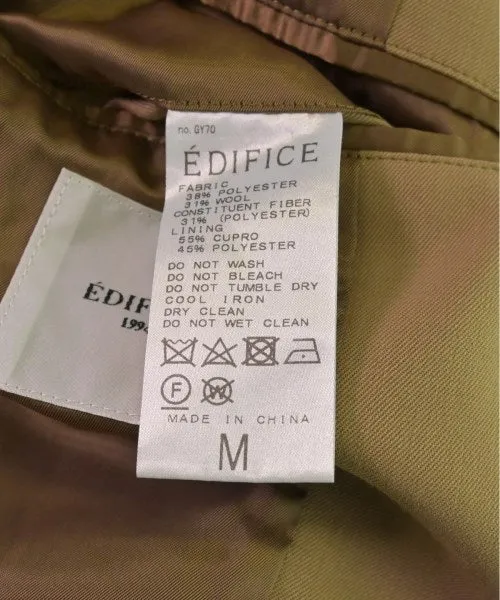 no. GY70
ÉDIFICE
FABRIC
38% POLYESTER
31% WOOL
CONSTITUENT FIBER
31% (POLYESTER)
LINING
55% CUPRO
45% POLYESTER
DO NOT WASH
DO NOT BLEACH
DO NOT TUMBLE DRY
COOL IRON
DRY CLEAN
DO NOT WET CLEAN
F
W
MADE IN CHINA
M
ÉDIF
199